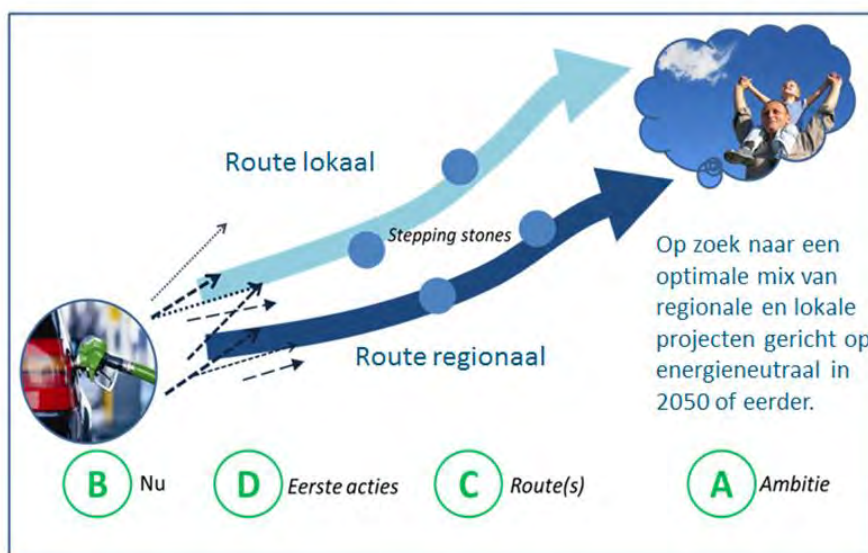 Route lokaal
Stepping stones
Route regionaal
Op zoek naar een
optimale mix van
regionale en lokale
projecten gericht op
energieneutraal in
2050 of eerder.
B Nu
D Eerste acties
C Route(s)
A Ambitie